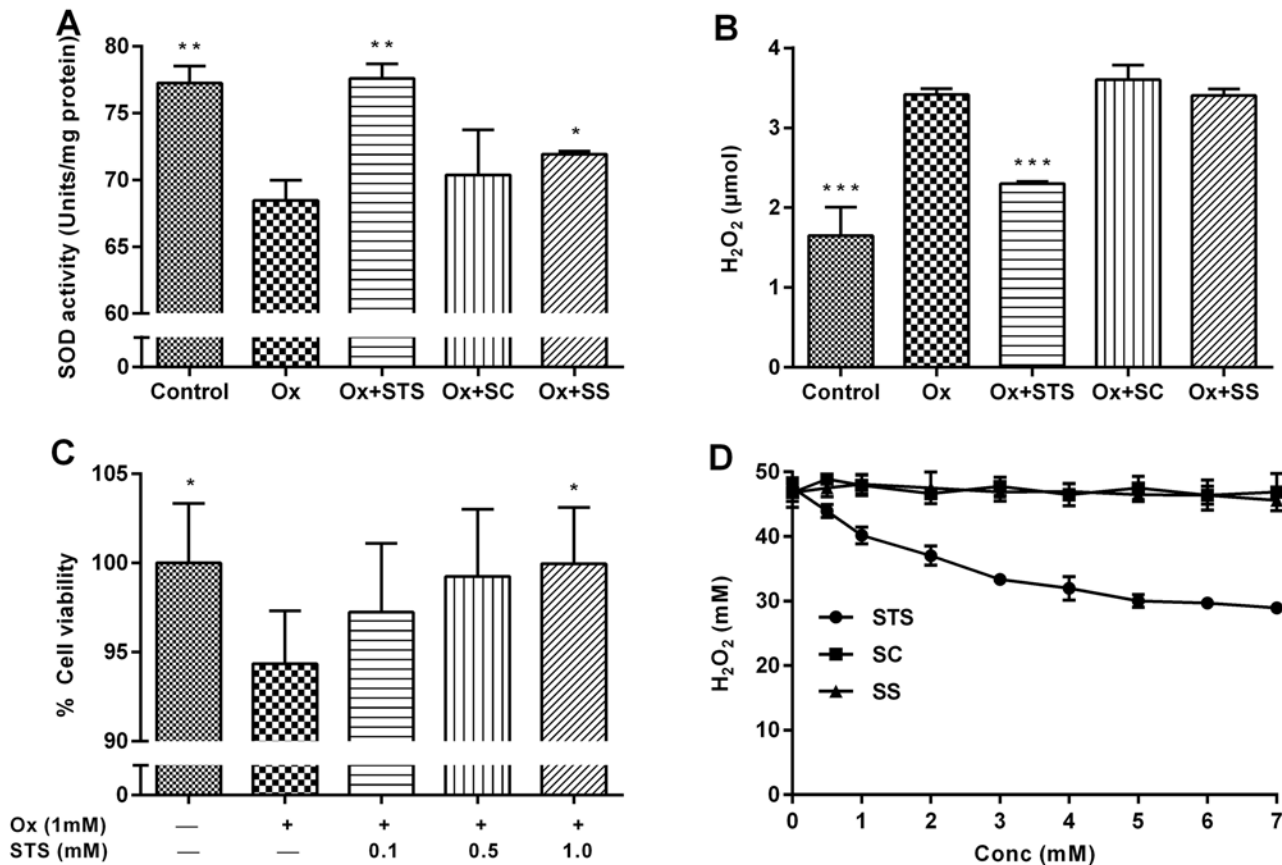 A
SOD activity (Units/mg protein)
80
75
70
65
60
0
**
**
*
Control Ox Ox+STS Ox+SC Ox+SS
B
H₂O₂ (μmol)
4
3
2
1
0
***
***
Control Ox Ox+STS Ox+SC Ox+SS
C
% Cell viability
105
100
95
90
0
*
*
Ox (1mM) — + + + +
STS (mM) — — 0.1 0.5 1.0
D
H₂O₂ (mM)
50
40
30
20
10
0
STS
SC
SS
0 1 2 3 4 5 6 7
Conc (mM)